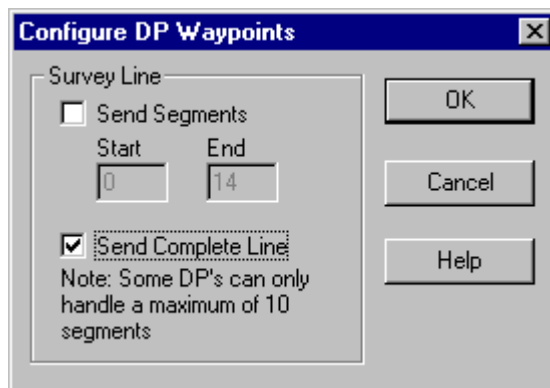 Configure DP Waypoints
Survey Line
Send Segments
Start End
0 14
Send Complete Line
Note: Some DP's can only
handle a maximum of 10
segments
OK
Cancel
Help